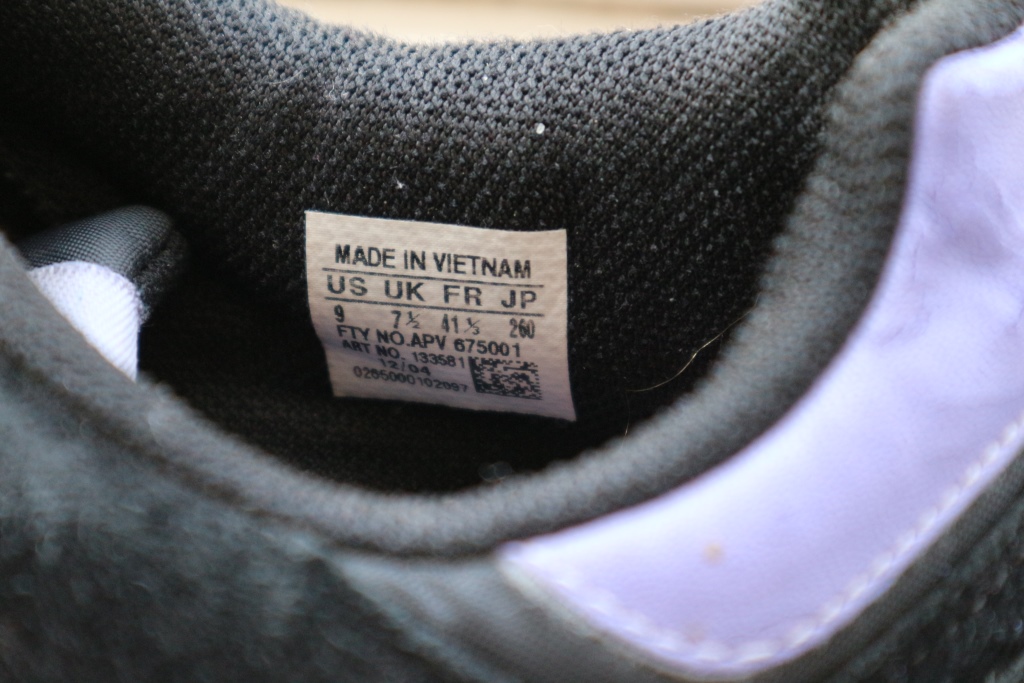 MADE IN VIETNAM
US UK FR JP
9 7½ 41⅓ 260
FTY NO.APV 675001
ART NO. 133581
12/04
0265000102097